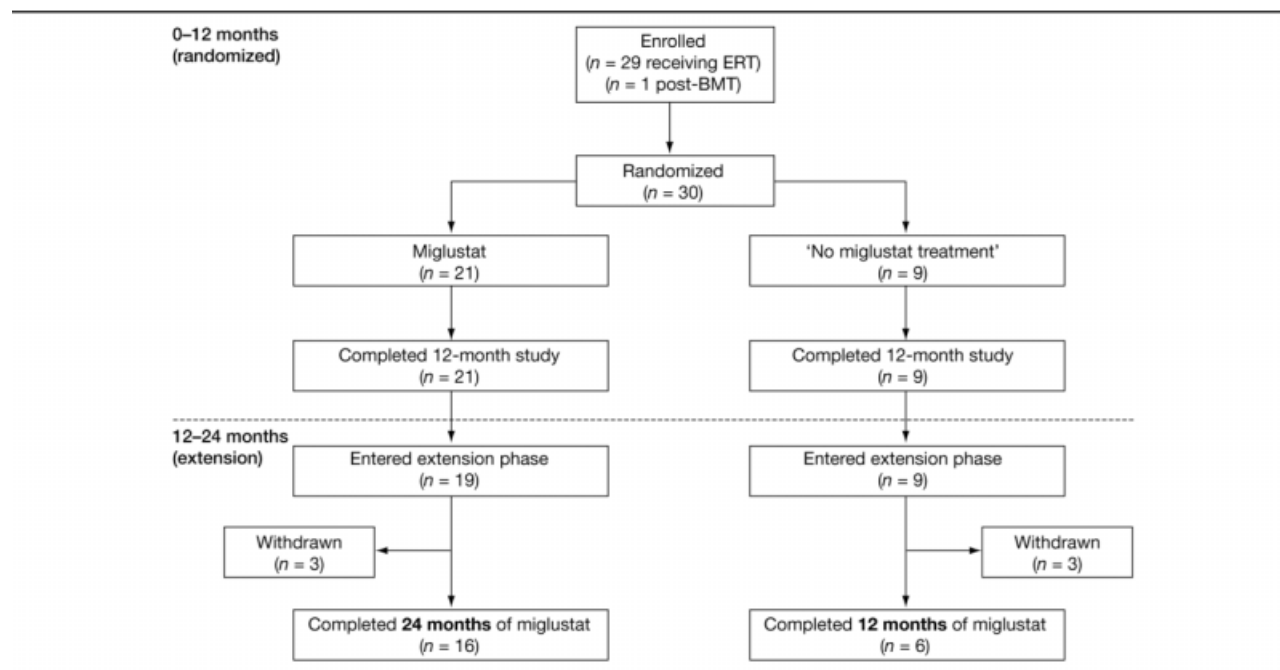 0–12 months
(randomized)
Enrolled
(n = 29 receiving ERT)
(n = 1 post-BMT)
Randomized
(n = 30)
Miglustat
(n = 21)
‘No miglustat treatment’
(n = 9)
Completed 12-month study
(n = 21)
Completed 12-month study
(n = 9)
12–24 months
(extension)
Entered extension phase
(n = 19)
Entered extension phase
(n = 9)
Withdrawn
(n = 3)
Withdrawn
(n = 3)
Completed 24 months of miglustat
(n = 16)
Completed 12 months of miglustat
(n = 6)